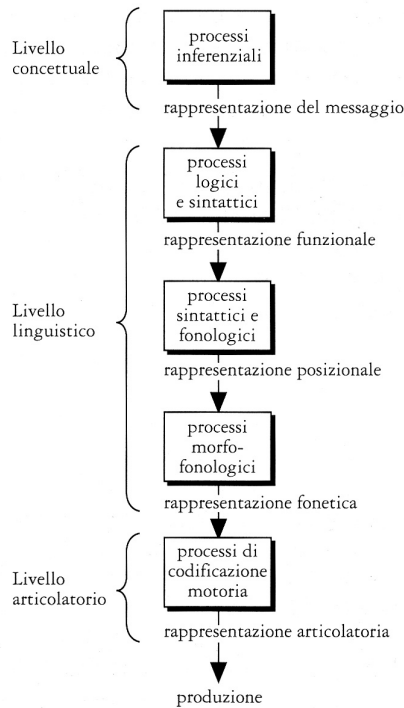 Livello
concettuale
processi
inferenziali
rappresentazione del messaggio
Livello
linguistico
processi
logici
e sintattici
rappresentazione funzionale
processi
sintattici e
fonologici
rappresentazione posizionale
processi
morfo-
fonologici
rappresentazione fonetica
Livello
articolatorio
processi di
codificazione
motoria
rappresentazione articolatoria
produzione